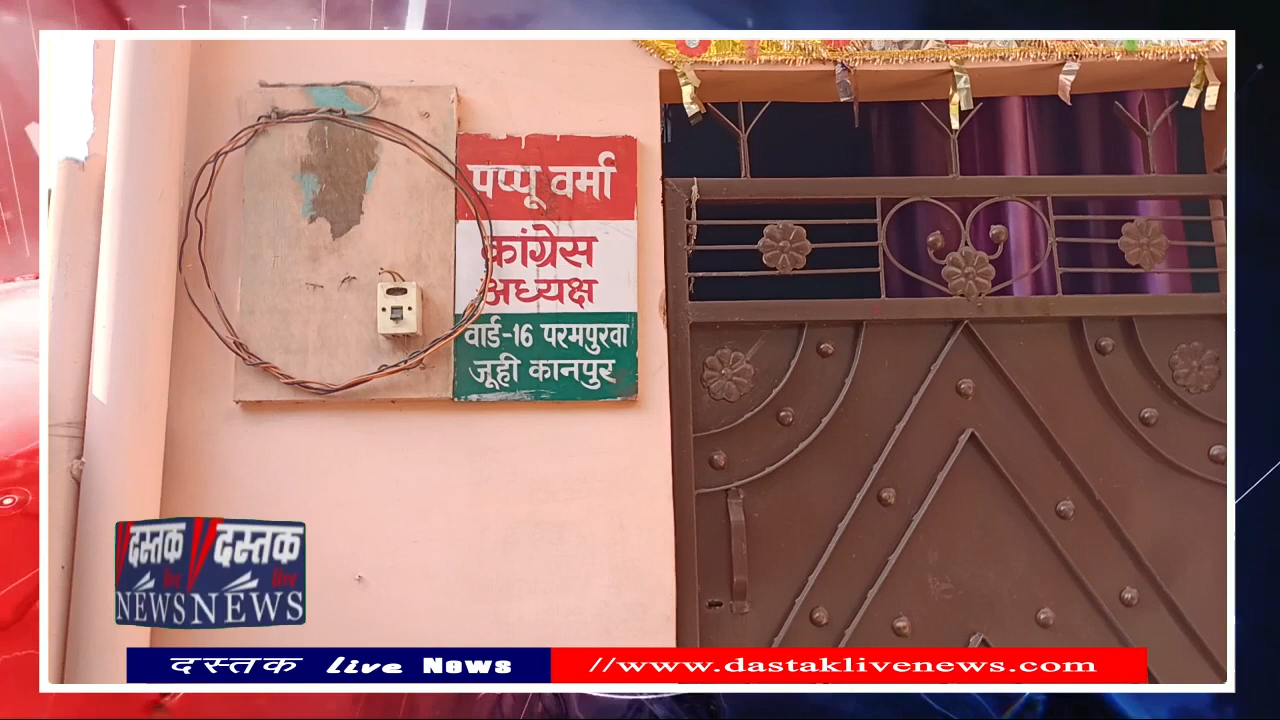 पप्पू वर्मा
कांग्रेस
अध्यक्ष
वार्ड-16 परमपुरवा
जूही कानपुर
दस्तक दस्तक
live live
NEWS NEWS
दस्तक live News
//www.dastaklivenews.com